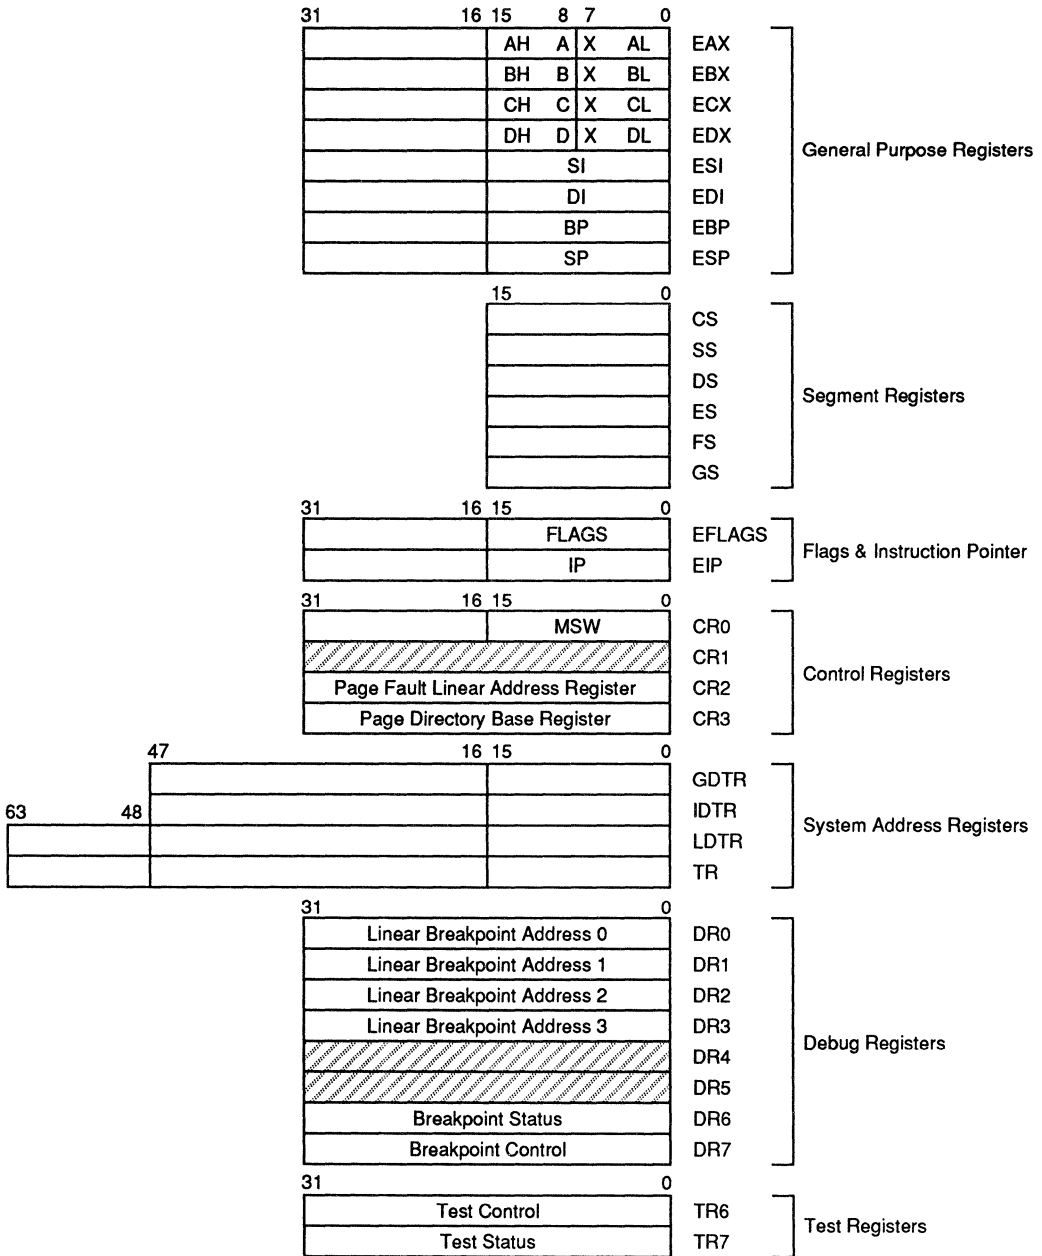 31 16 15 8 7 0
AH A X AL EAX
BH B X BL EBX
CH C X CL ECX
DH D X DL EDX
General Purpose Registers
SI ESI
DI EDI
BP EBP
SP ESP
15 0
CS
SS
DS
Segment Registers
ES
FS
GS
31 16 15 0
FLAGS EFLAGS
Flags & Instruction Pointer
IP EIP
31 16 15 0
MSW CR0
CR1
Control Registers
Page Fault Linear Address Register CR2
Page Directory Base Register CR3
47 16 15 0
GDTR
63 48 IDTR
System Address Registers
LDTR
TR
31 0
Linear Breakpoint Address 0 DR0
Linear Breakpoint Address 1 DR1
Linear Breakpoint Address 2 DR2
Linear Breakpoint Address 3 DR3
Debug Registers
DR4
DR5
Breakpoint Status DR6
Breakpoint Control DR7
31 0
Test Control TR6
Test Registers
Test Status TR7